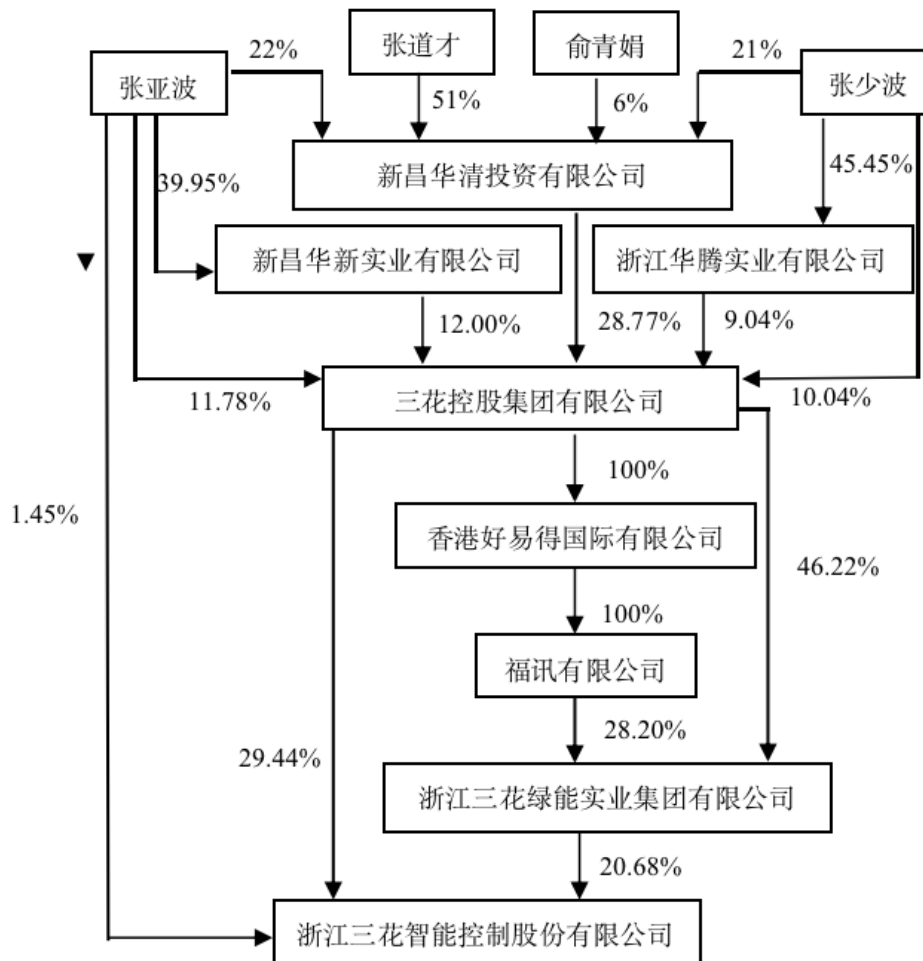 22%
张道才
俞青娟
21%
张亚波
张少波
51%
6%
新昌华清投资有限公司
39.95%
45.45%
新昌华新实业有限公司
浙江华腾实业有限公司
12.00%
28.77%
9.04%
三花控股集团有限公司
11.78%
10.04%
100%
香港好易得国际有限公司
1.45%
46.22%
100%
福讯有限公司
28.20%
29.44%
浙江三花绿能实业集团有限公司
20.68%
浙江三花智能控制股份有限公司